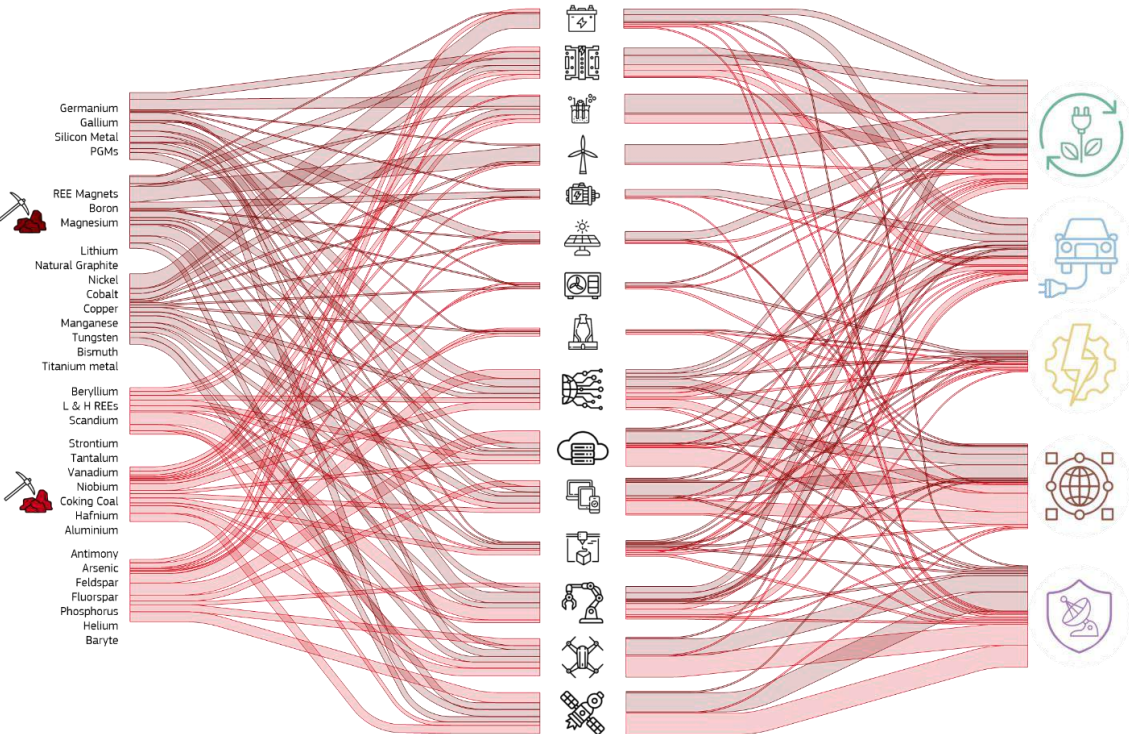 Germanium
Gallium
Silicon Metal
PGMs
REE Magnets
Boron
Magnesium
Lithium
Natural Graphite
Nickel
Cobalt
Copper
Manganese
Tungsten
Bismuth
Titanium metal
Beryllium
L & H REEs
Scandium
Strontium
Tantalum
Vanadium
Niobium
Coking Coal
Hafnium
Aluminium
Antimony
Arsenic
Feldspar
Fluorspar
Phosphorus
Helium
Baryte